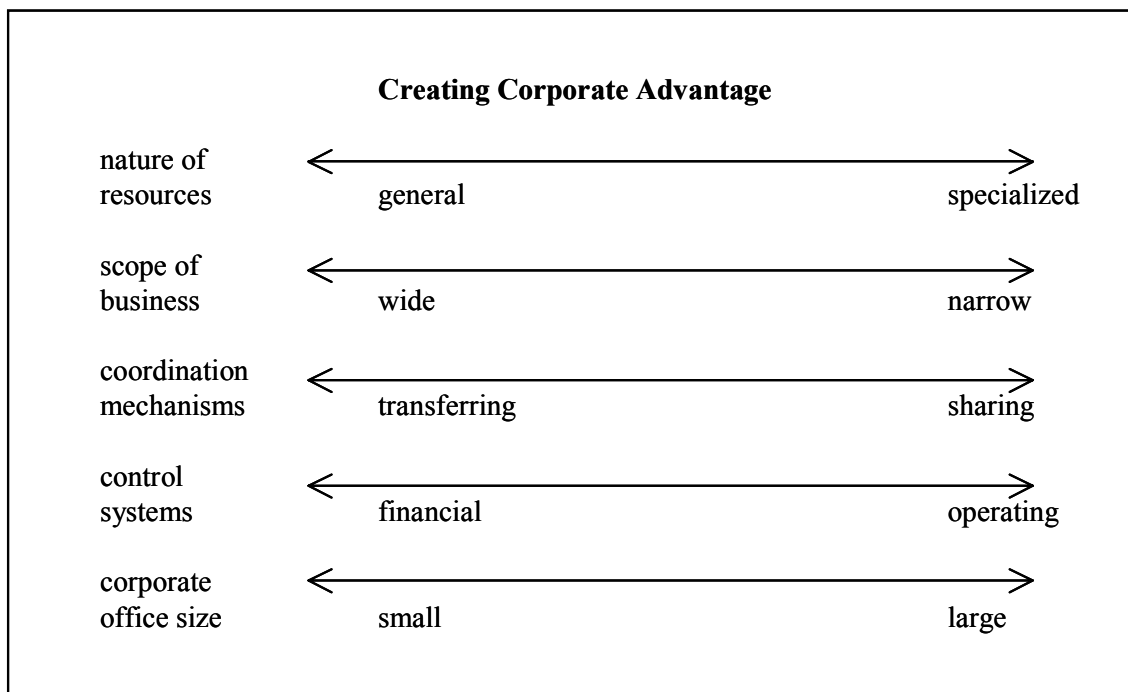 Creating Corporate Advantage
nature of
resources
general
specialized
scope of
business
wide
narrow
coordination
mechanisms
transferring
sharing
control
systems
financial
operating
corporate
office size
small
large